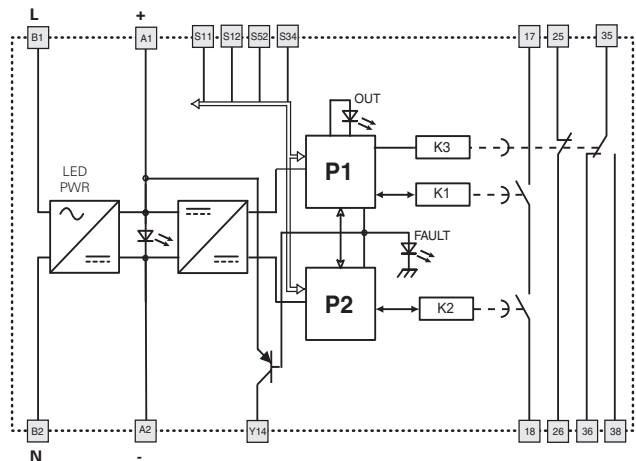 L +
B1 A1 S11 S12 S52 S34 17 25 35
OUT
LED
PWR
P1
K3
K1
FAULT
P2
K2
B2 A2 Y14 18 26 36 38
N -